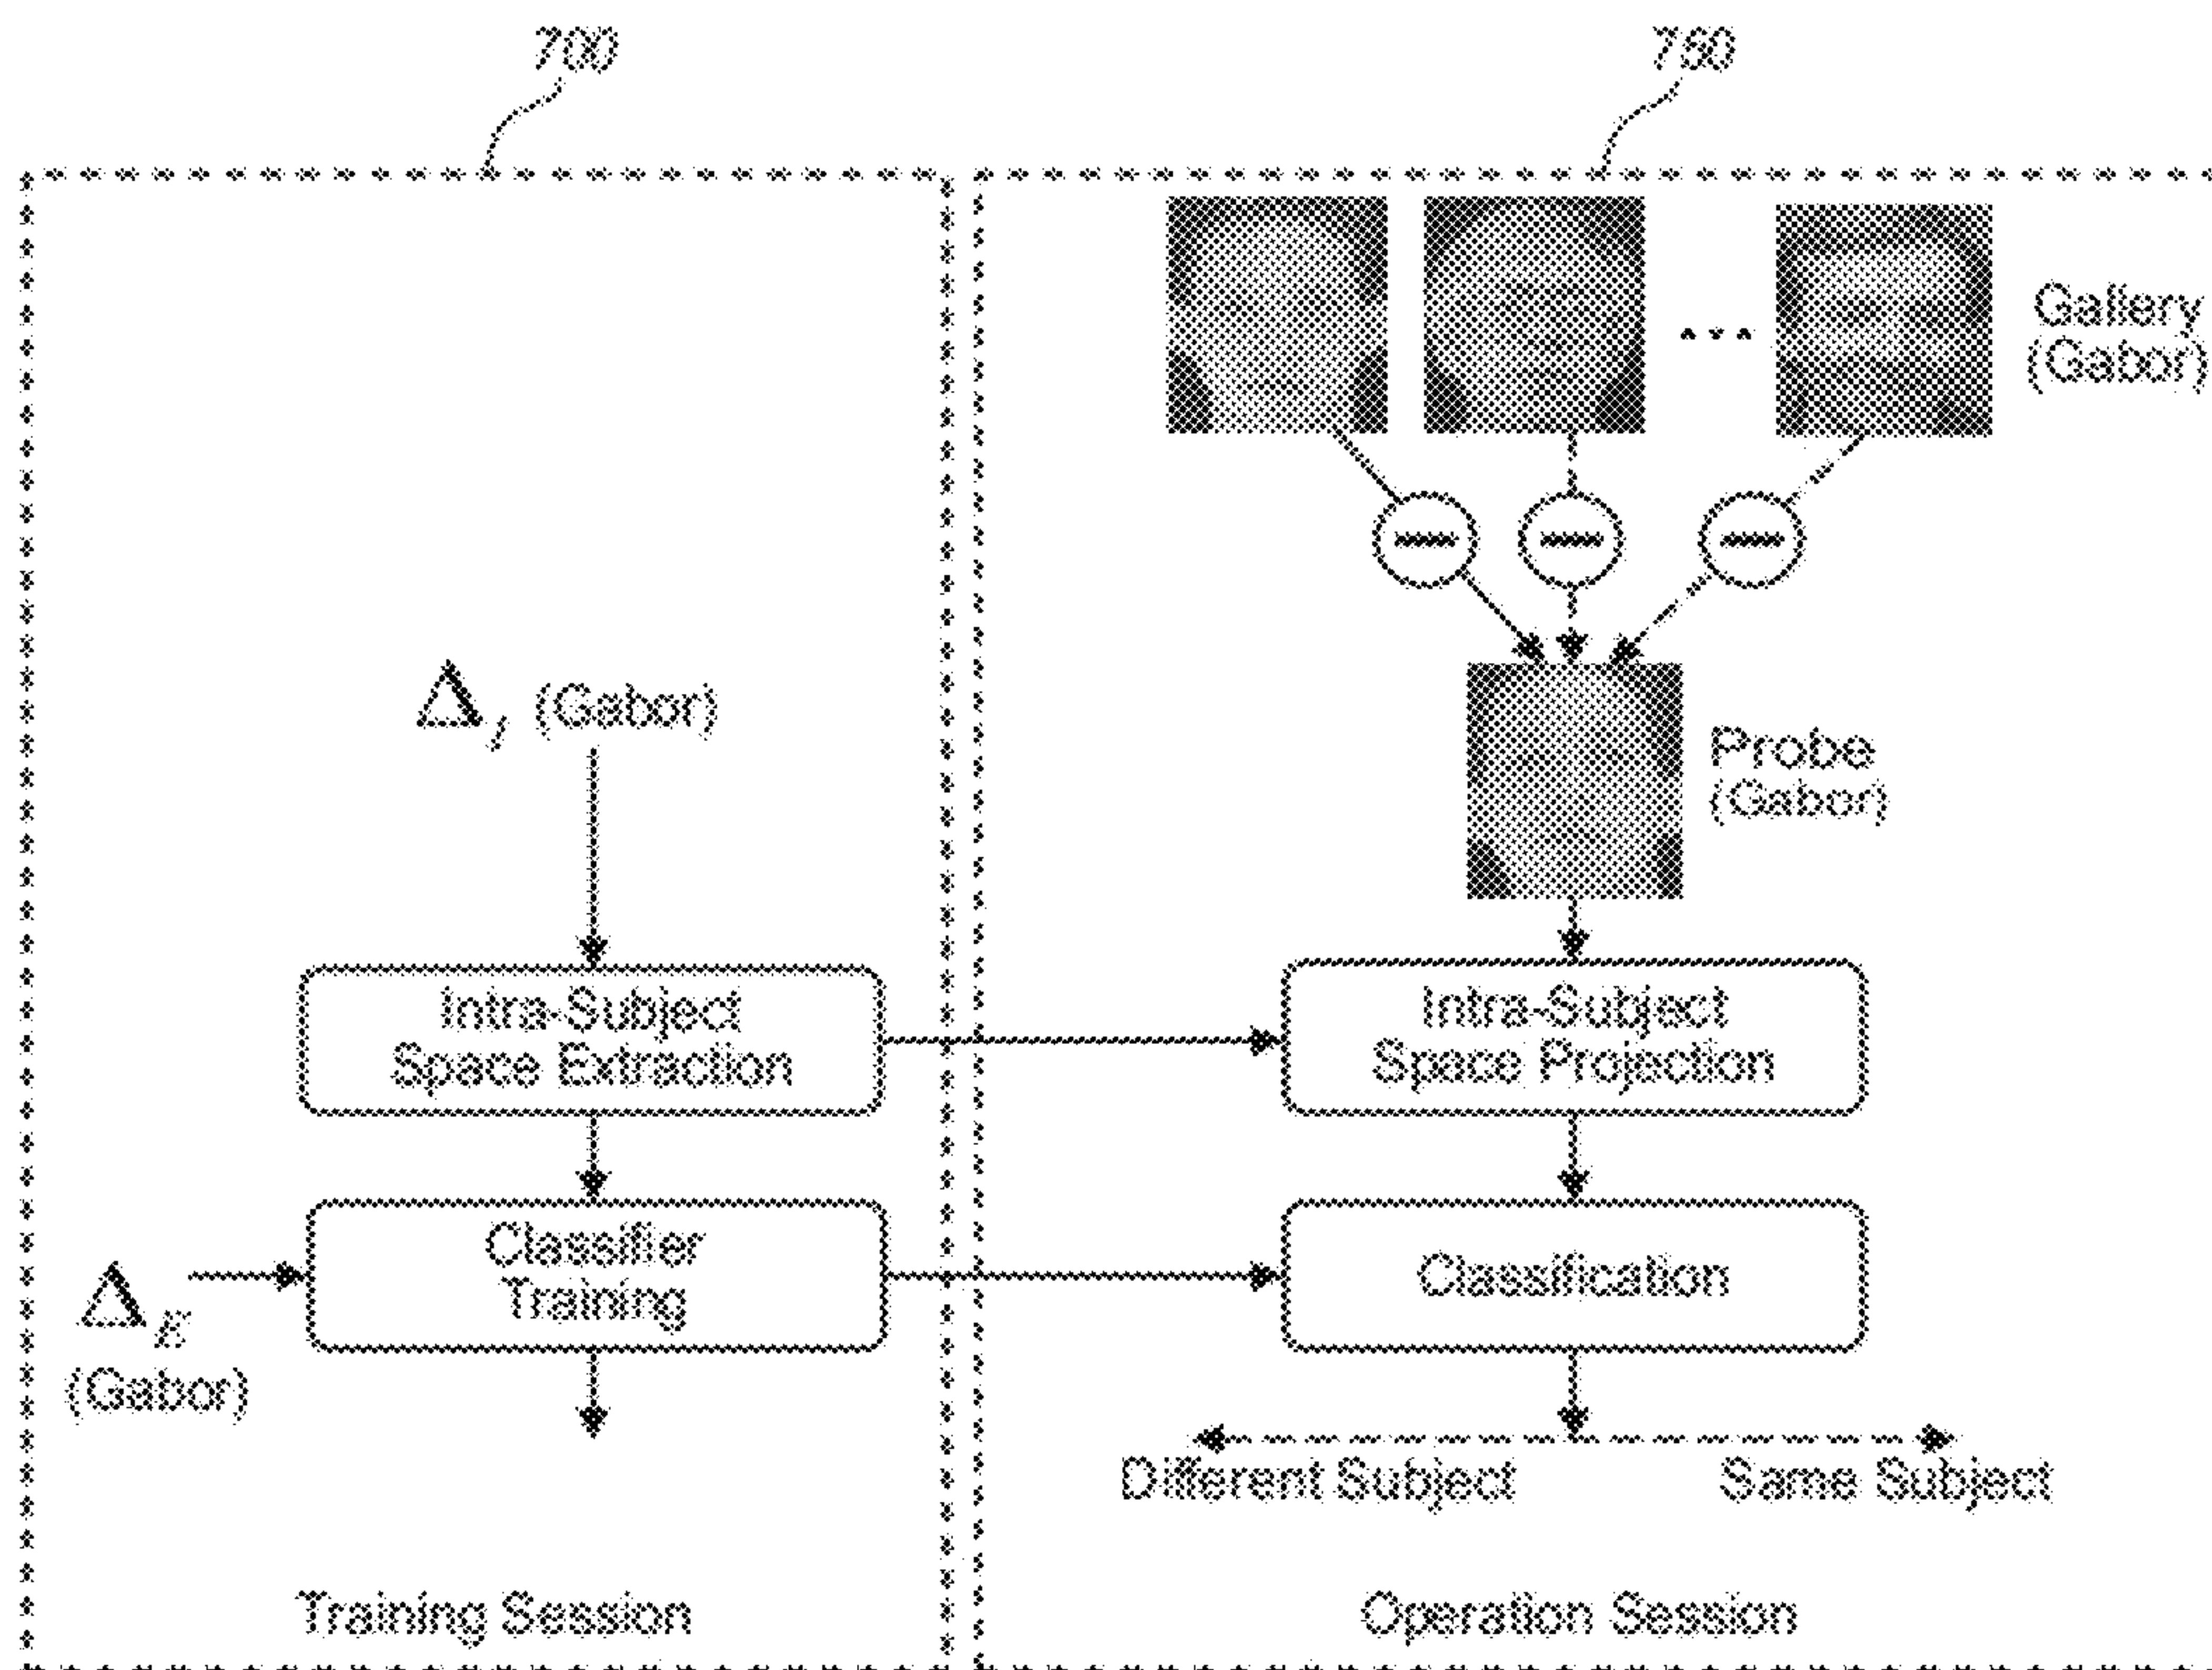 700
750
Gallery
(Gabor)
Δ I (Gabor)
Probe
(Gabor)
Intra-Subject
Space Extraction
Intra-Subject
Space Projection
Classifier
Training
Classification
Δ E
(Gabor)
Different Subject
Same Subject
Training Session
Operation Session